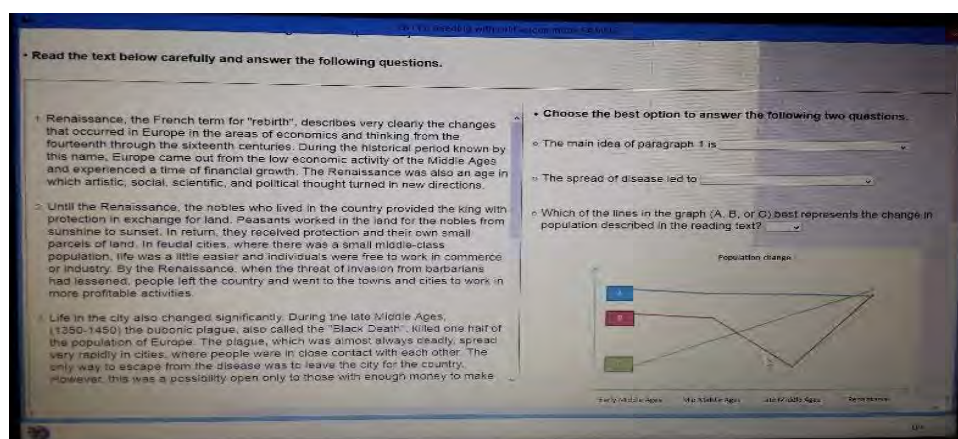 • Read the text below carefully and answer the following questions.
1. Renaissance, the French term for "rebirth", describes very clearly the changes
that occurred in Europe in the areas of economics and thinking from the
fourteenth through the sixteenth centuries. During the historical period known by
this name, Europe came out from the low economic activity of the Middle Ages
and experienced a time of financial growth. The Renaissance was also an age in
which artistic, social, scientific, and political thought turned in new directions.
2. Until the Renaissance, the nobles who lived in the country provided the king with
protection in exchange for land. Peasants worked in the land for the nobles from
sunshine to sunset. In return, they received protection and their own small
parcels of land. In feudal cities, where there was a small middle-class
population, life was a little easier and individuals were free to work in commerce
or industry. By the Renaissance, when the threat of invasion from barbarians
had lessened, people left the country and went to the towns and cities to work in
more profitable activities.
3. Life in the city also changed significantly. During the late Middle Ages,
(1350-1450) the bubonic plague, also called the "Black Death", killed one half of
the population of Europe. The plague, which was almost always deadly, spread
very rapidly in cities, where people were in close contact with each other. The
only way to escape from the disease was to leave the city for the country.
However, this was a possibility open only to those with enough money to make
• Choose the best option to answer the following two questions.
The main idea of paragraph 1 is
The spread of disease led to
Which of the lines in the graph (A, B, or C) best represents the change in
population described in the reading text?
Population change
A
B
Early Middle Ages Mid Middle Ages Late Middle Ages Renaissance